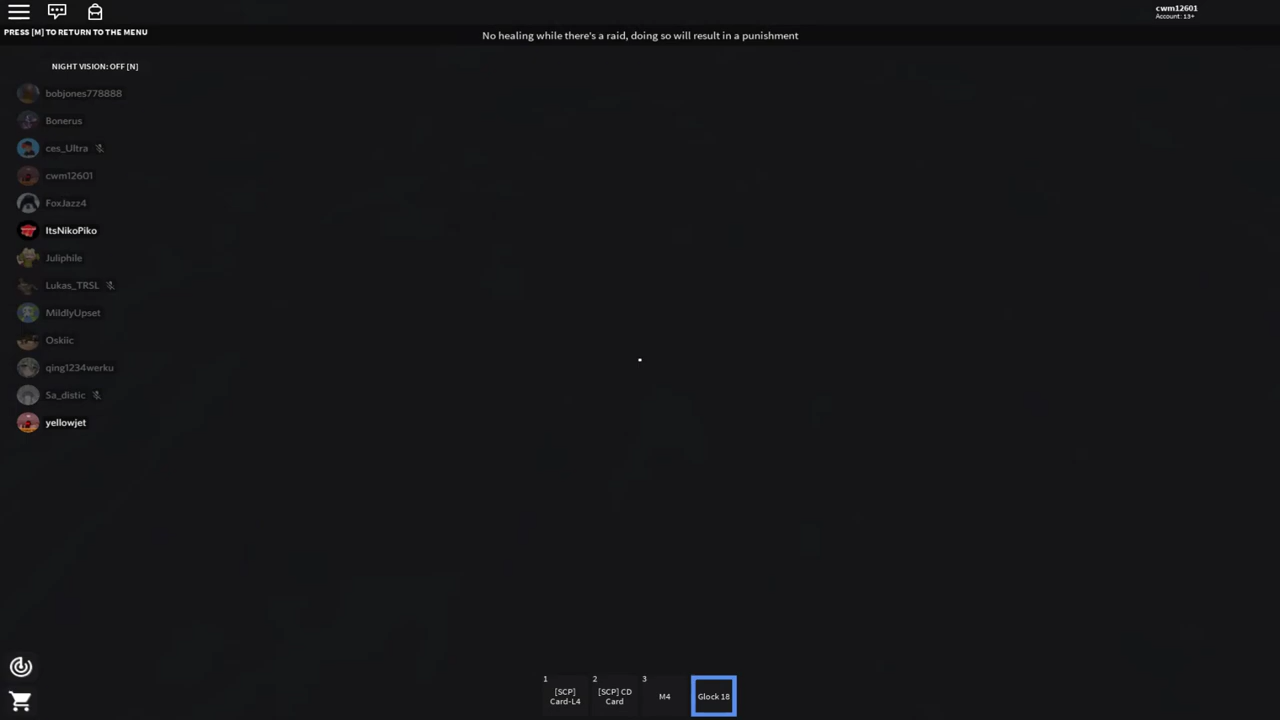 cwm12601
Account: 13+
PRESS [M] TO RETURN TO THE MENU
No healing while there's a raid, doing so will result in a punishment
NIGHT VISION: OFF [N]
bobjones778888
Bonerus
ces_Ultra
cwm12601
FoxJazz4
ItsNikoPiko
Juliphile
Lukas_TRSL
MildlyUpset
Oskiic
qing1234werku
Sa_distic
yellowjet
1
[SCP]
Card-L4
2
[SCP] CD
Card
3
M4
Glock 18